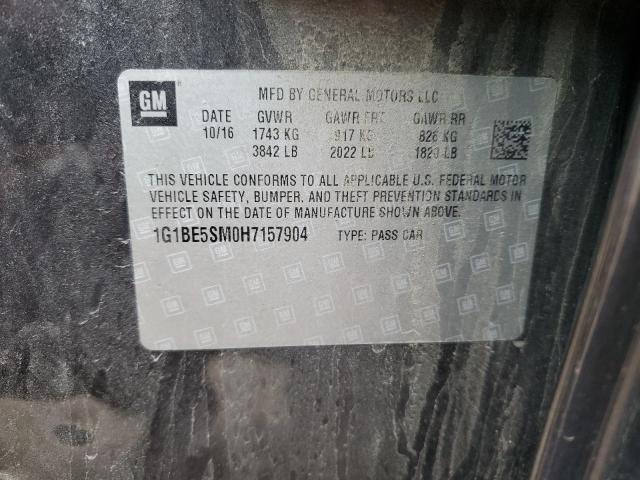 GM
MFD BY GENERAL MOTORS LLC
DATE GVWR GAWR FRT GAWR RR
10/16 1743 KG 917 KG 826 KG
3842 LB 2022 LB 1820 LB
THIS VEHICLE CONFORMS TO ALL APPLICABLE U.S. FEDERAL MOTOR
VEHICLE SAFETY, BUMPER, AND THEFT PREVENTION STANDARDS IN
EFFECT ON THE DATE OF MANUFACTURE SHOWN ABOVE.
1G1BE5SM0H7157904 TYPE: PASS CAR